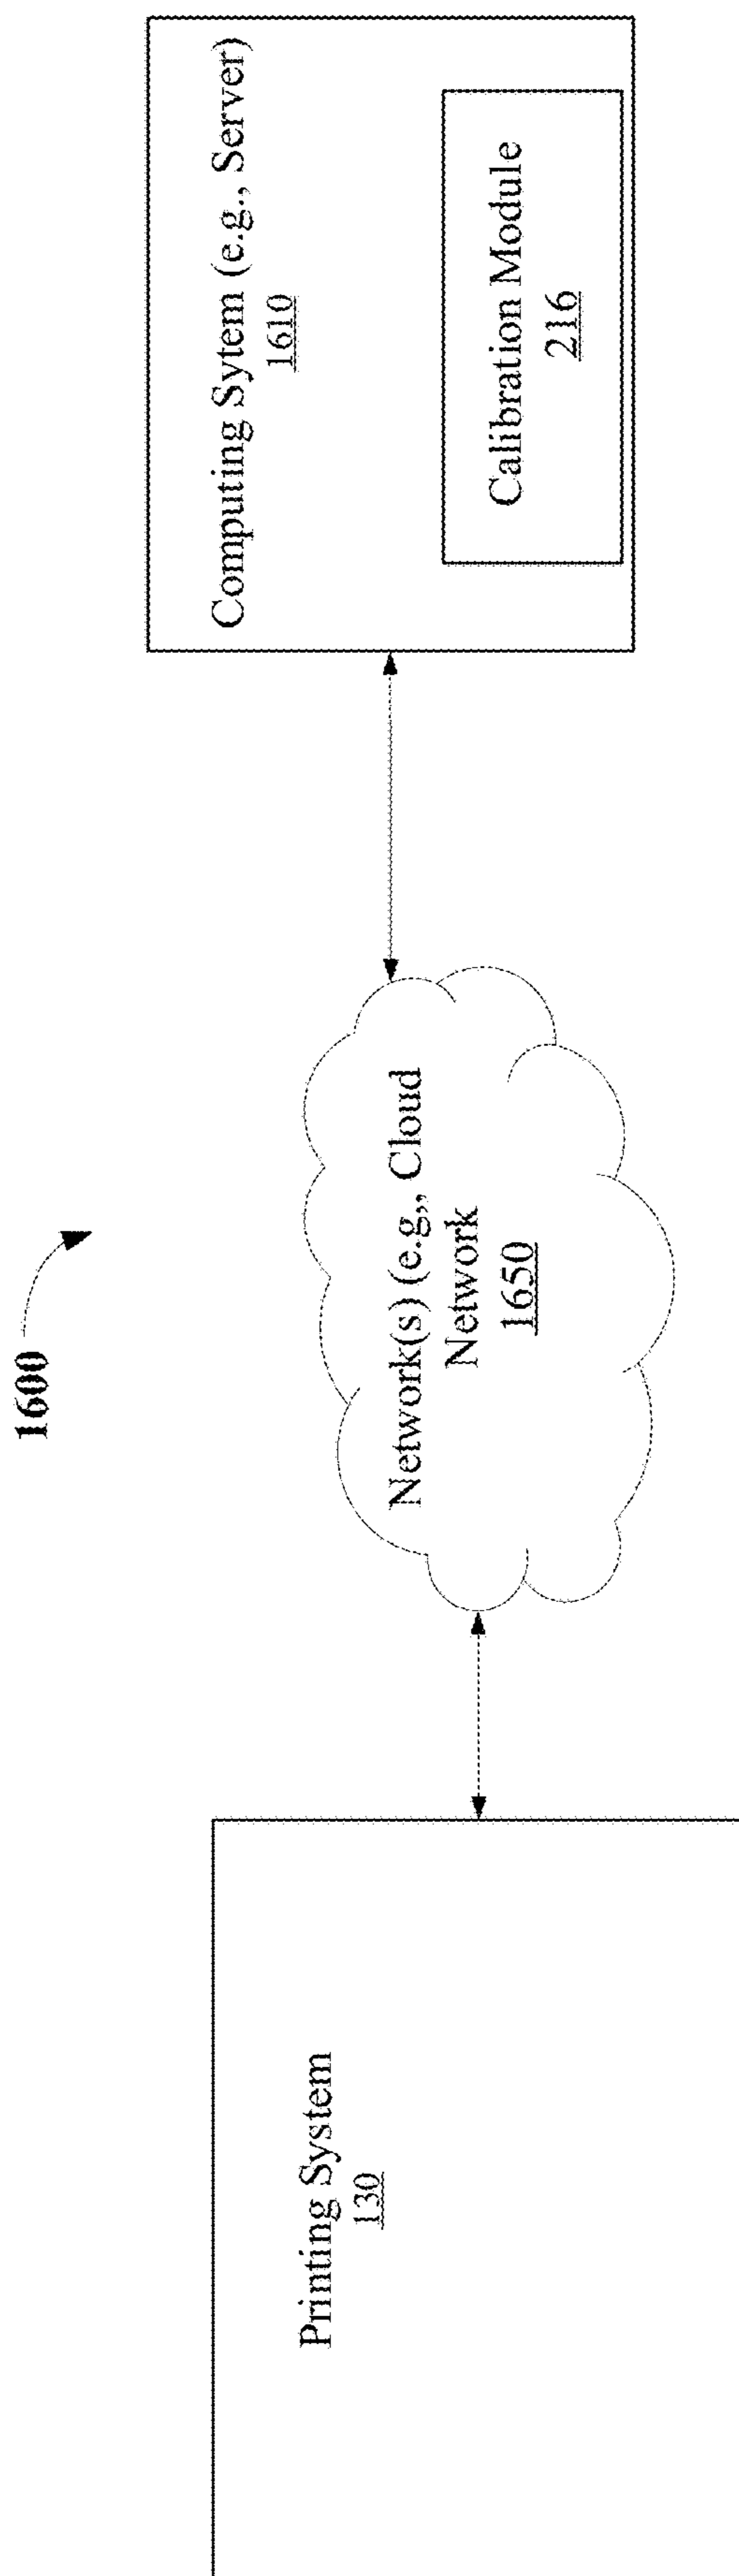 1600
Printing System
130
Network(s) (e.g,, Cloud
Network
1650
Computing Sytem (e.g., Server)
1610
Calibration Module
216